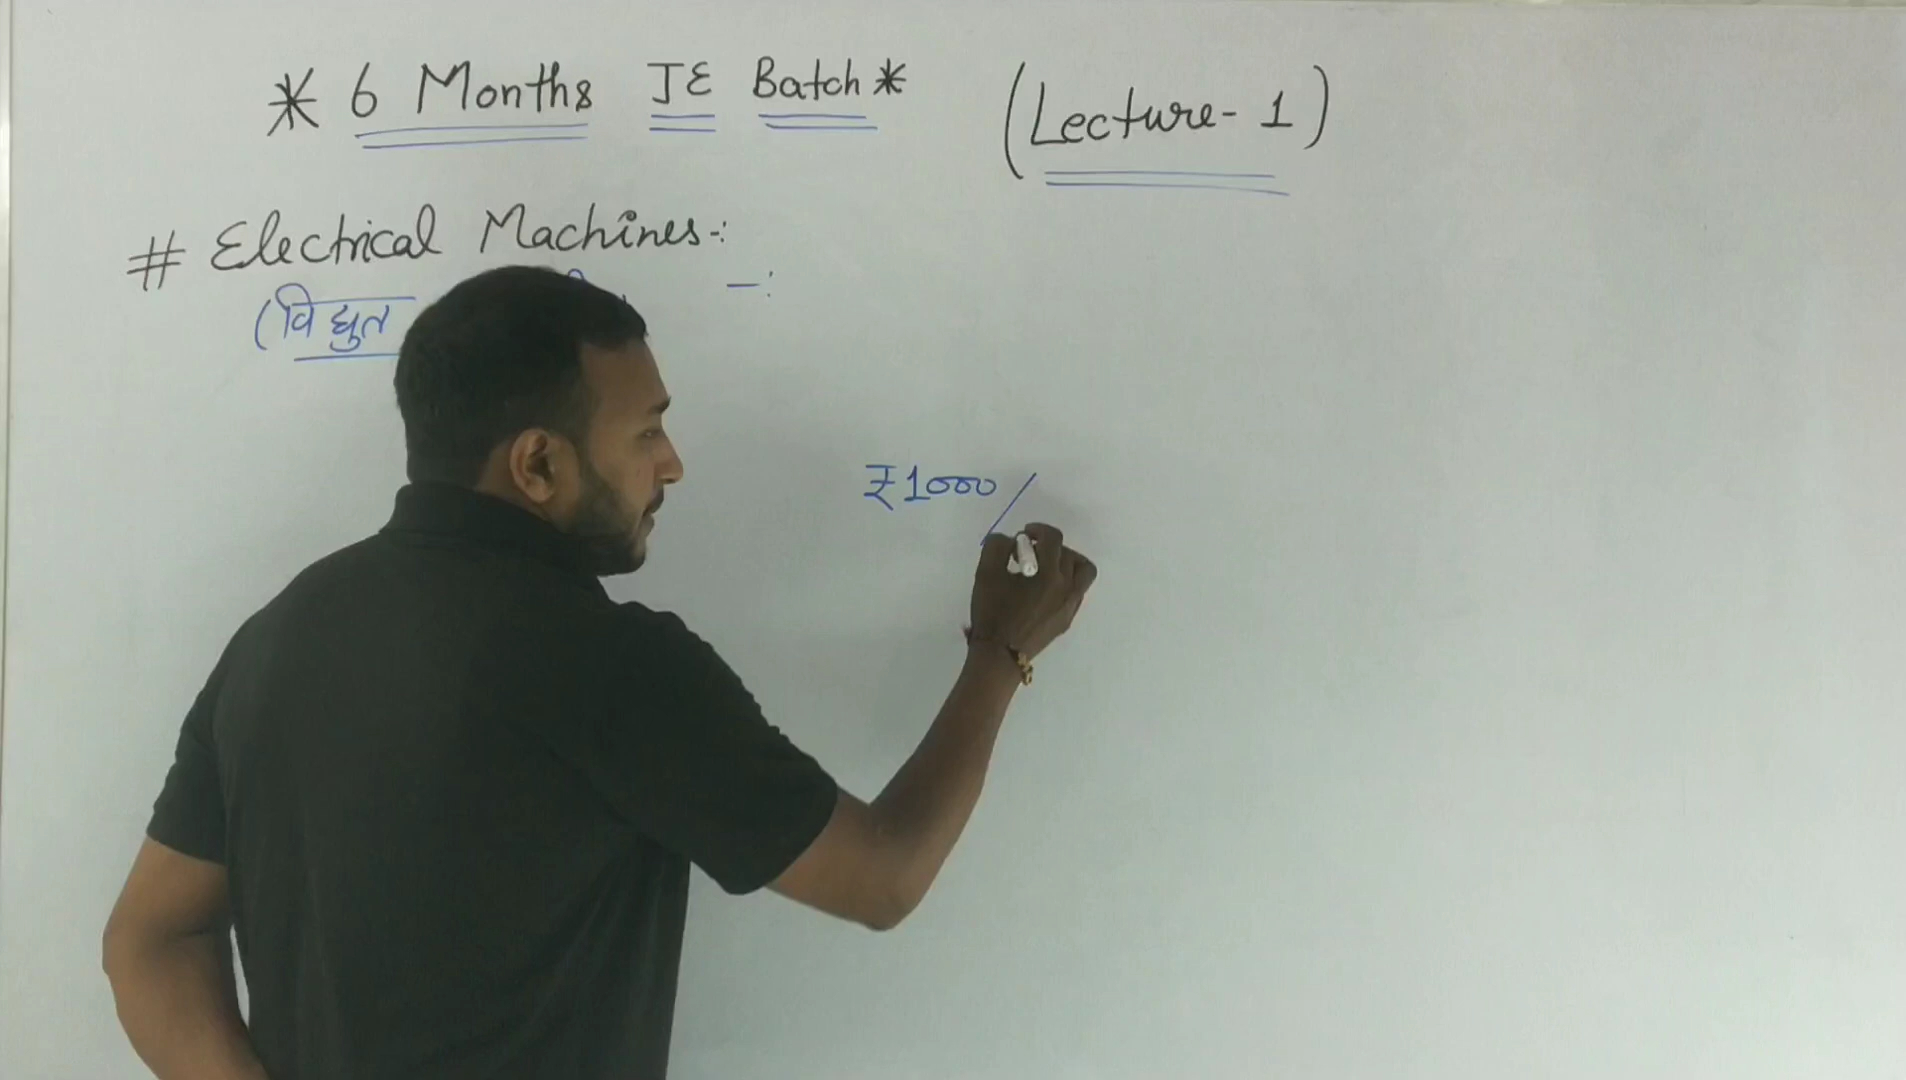 * 6 Months JE Batch * (Lecture - 1)
# Electrical Machines -:
(विद्युत -:
₹1000/